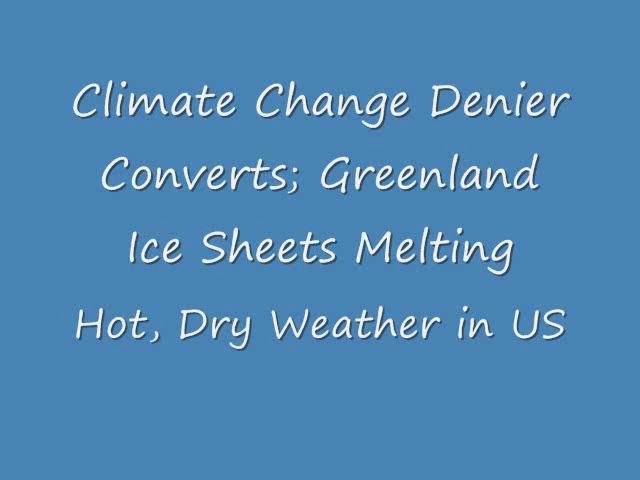 Climate Change Denier
Converts; Greenland
Ice Sheets Melting
Hot, Dry Weather in US